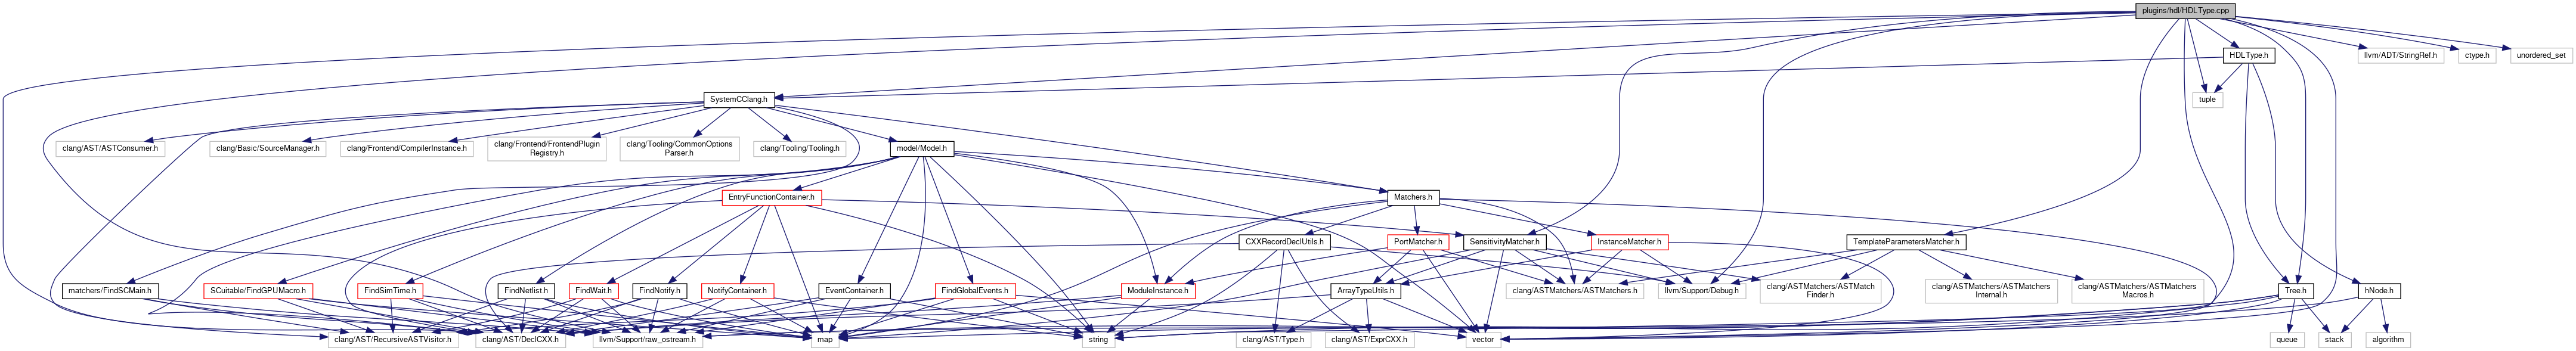 plugins/hdl/HDLType.cpp
HDLType.h
llvm/ADT/StringRef.h
ctype.h
unordered_set
SystemCClang.h
tuple
clang/AST/ASTConsumer.h
clang/Basic/SourceManager.h
clang/Frontend/CompilerInstance.h
clang/Frontend/FrontendPlugin
Registry.h
clang/Tooling/CommonOptions
Parser.h
clang/Tooling/Tooling.h
model/Model.h
EntryFunctionContainer.h
Matchers.h
CXXRecordDeclUtils.h
PortMatcher.h
SensitivityMatcher.h
InstanceMatcher.h
TemplateParametersMatcher.h
matchers/FindSCMain.h
SCuitable/FindGPUMacro.h
FindSimTime.h
FindNetlist.h
FindWait.h
FindNotify.h
NotifyContainer.h
EventContainer.h
FindGlobalEvents.h
ModuleInstance.h
ArrayTypeUtils.h
clang/ASTMatchers/ASTMatchers.h
llvm/Support/Debug.h
clang/ASTMatchers/ASTMatch
Finder.h
clang/ASTMatchers/ASTMatchers
Internal.h
clang/ASTMatchers/ASTMatchers
Macros.h
Tree.h
hNode.h
clang/AST/RecursiveASTVisitor.h
clang/AST/DeclCXX.h
llvm/Support/raw_ostream.h
map
string
clang/AST/Type.h
clang/AST/ExprCXX.h
vector
queue
stack
algorithm